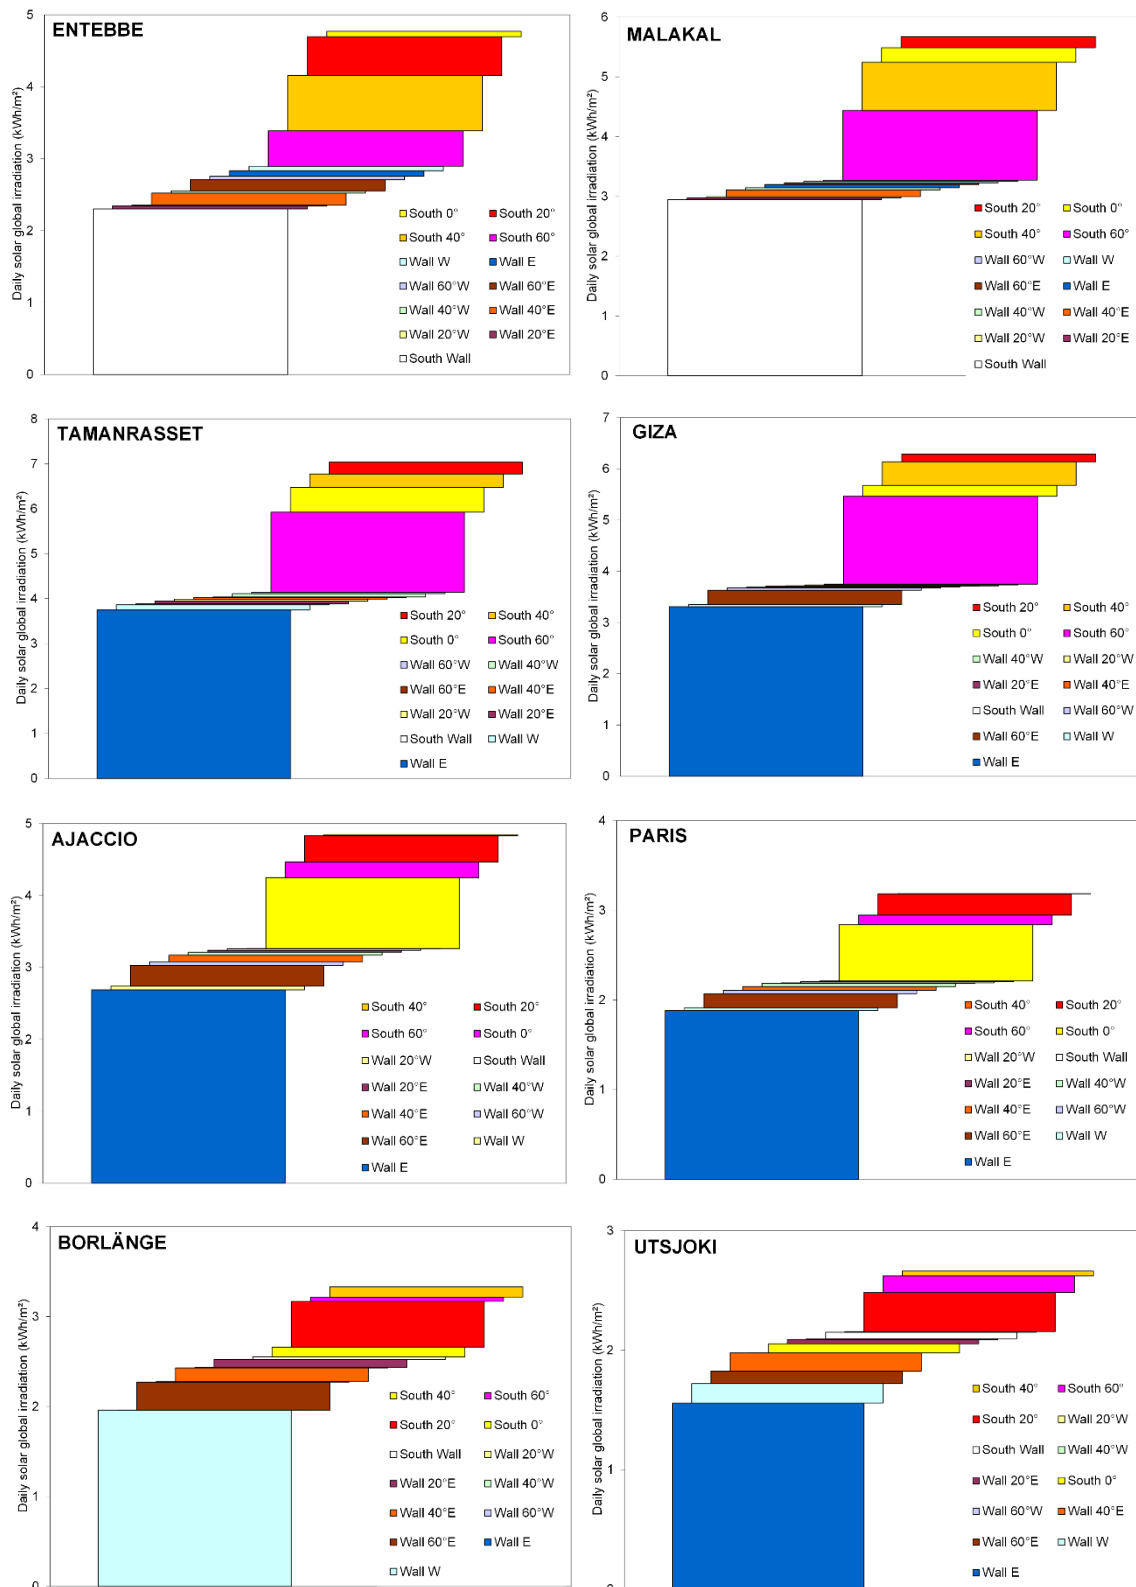 ENTEBBE
Daily solar global irradiation (kWh/m²)
5
4
3
2
1
0
South 0° South 20°
South 40° South 60°
Wall W Wall E
Wall 60°W Wall 60°E
Wall 40°W Wall 40°E
Wall 20°W Wall 20°E
South Wall
MALAKAL
Daily solar global irradiation (kWh/m²)
6
5
4
3
2
1
0
South 20° South 0°
South 40° South 60°
Wall 60°W Wall W
Wall 60°E Wall E
Wall 40°W Wall 40°E
Wall 20°W Wall 20°E
South Wall
TAMANRASSET
Daily solar global irradiation (kWh/m²)
8
7
6
5
4
3
2
1
0
South 20° South 40°
South 0° South 60°
Wall 60°W Wall 40°W
Wall 60°E Wall 40°E
Wall 20°W Wall 20°E
South Wall Wall W
Wall E
GIZA
Daily solar global irradiation (kWh/m²)
7
6
5
4
3
2
1
0
South 20° South 40°
South 0° South 60°
Wall 40°W Wall 20°W
Wall 20°E Wall 40°E
South Wall Wall 60°W
Wall 60°E Wall W
Wall E
AJACCIO
Daily solar global irradiation (kWh/m²)
5
4
3
2
1
0
South 40° South 20°
South 60° South 0°
Wall 20°W South Wall
Wall 20°E Wall 40°W
Wall 40°E Wall 60°W
Wall 60°E Wall W
Wall E
PARIS
Daily solar global irradiation (kWh/m²)
4
3
2
1
0
South 40° South 20°
South 60° South 0°
Wall 20°W South Wall
Wall 20°E Wall 40°W
Wall 40°E Wall 60°W
Wall 60°E Wall W
Wall E
BORLÄNGE
Daily solar global irradiation (kWh/m²)
4
3
2
1
0
South 40° South 60°
South 20° South 0°
South Wall Wall 20°W
Wall 20°E Wall 40°W
Wall 40°E Wall 60°W
Wall 60°E Wall E
Wall W
UTSJOKI
Daily solar global irradiation (kWh/m²)
3
2
1
0
South 40° South 60°
South 20° Wall 20°W
South Wall Wall 40°W
Wall 20°E South 0°
Wall 60°W Wall 40°E
Wall 60°E Wall W
Wall E